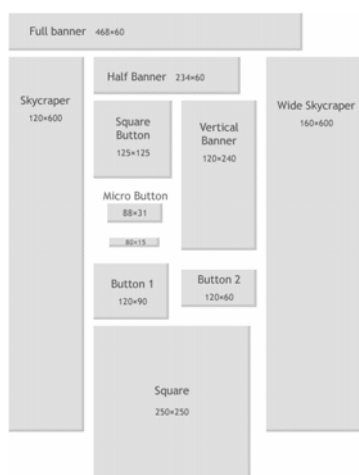 Full banner 468×60
Half Banner 234×60
Skycraper
120×600
Square
Button
125×125
Vertical
Banner
120×240
Wide Skycraper
160×600
Micro Button
88×31
80×15
Button 1
120×90
Button 2
120×60
Square
250×250